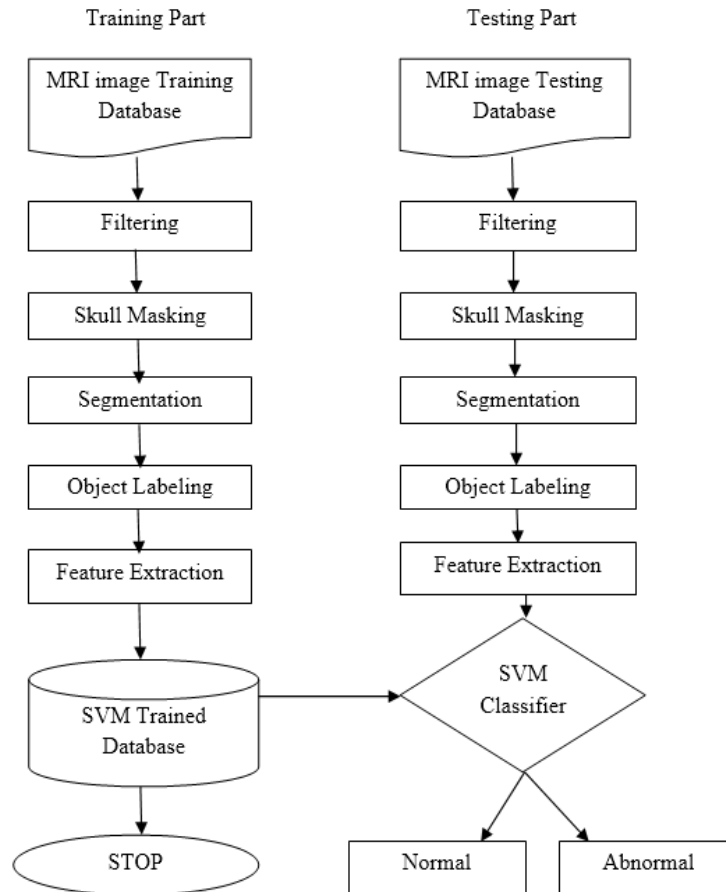 Training Part
MRI image Training
Database
Filtering
Skull Masking
Segmentation
Object Labeling
Feature Extraction
SVM Trained
Database
STOP
Testing Part
MRI image Testing
Database
Filtering
Skull Masking
Segmentation
Object Labeling
Feature Extraction
SVM
Classifier
Normal
Abnormal